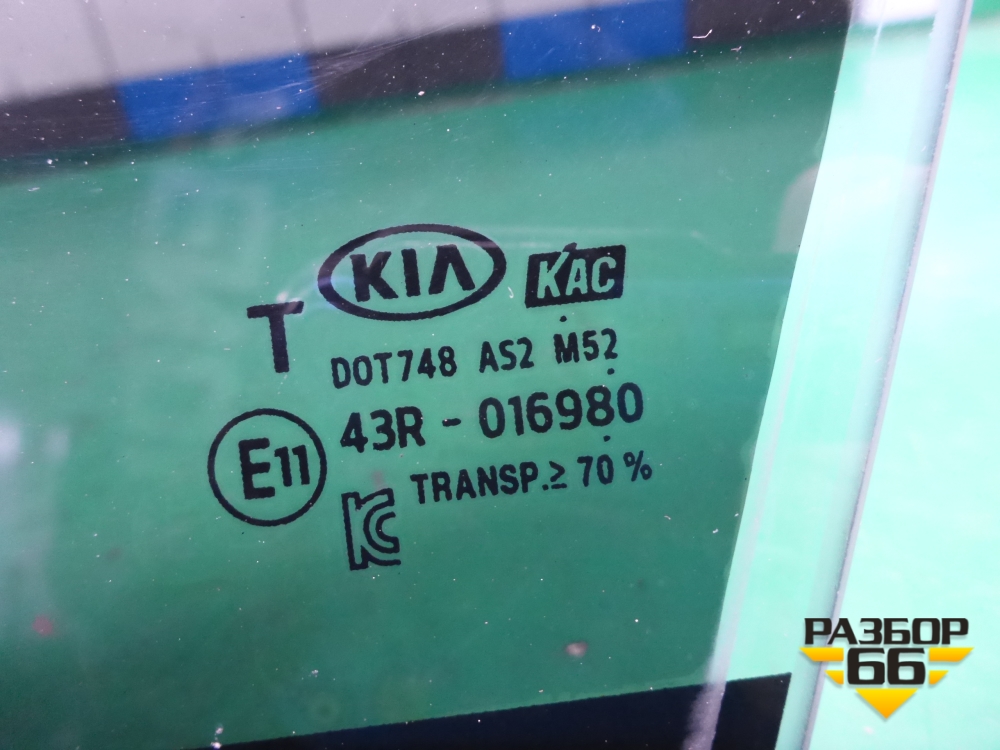 KIA KAC
T
DOT748 AS2 M52
E11 43R - 016980
TRANSP.≥ 70 %
KC
РАЗБОР
66